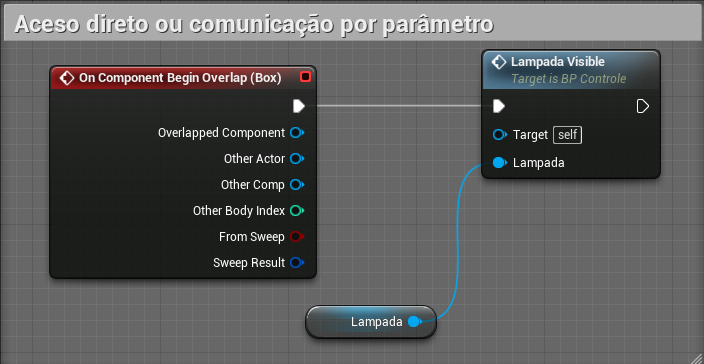 Aceso direto ou comunicação por parâmetro
On Component Begin Overlap (Box)
Overlapped Component
Other Actor
Other Comp
Other Body Index
From Sweep
Sweep Result
Lampada Visible
Target is BP Controle
Target self
Lampada
Lampada